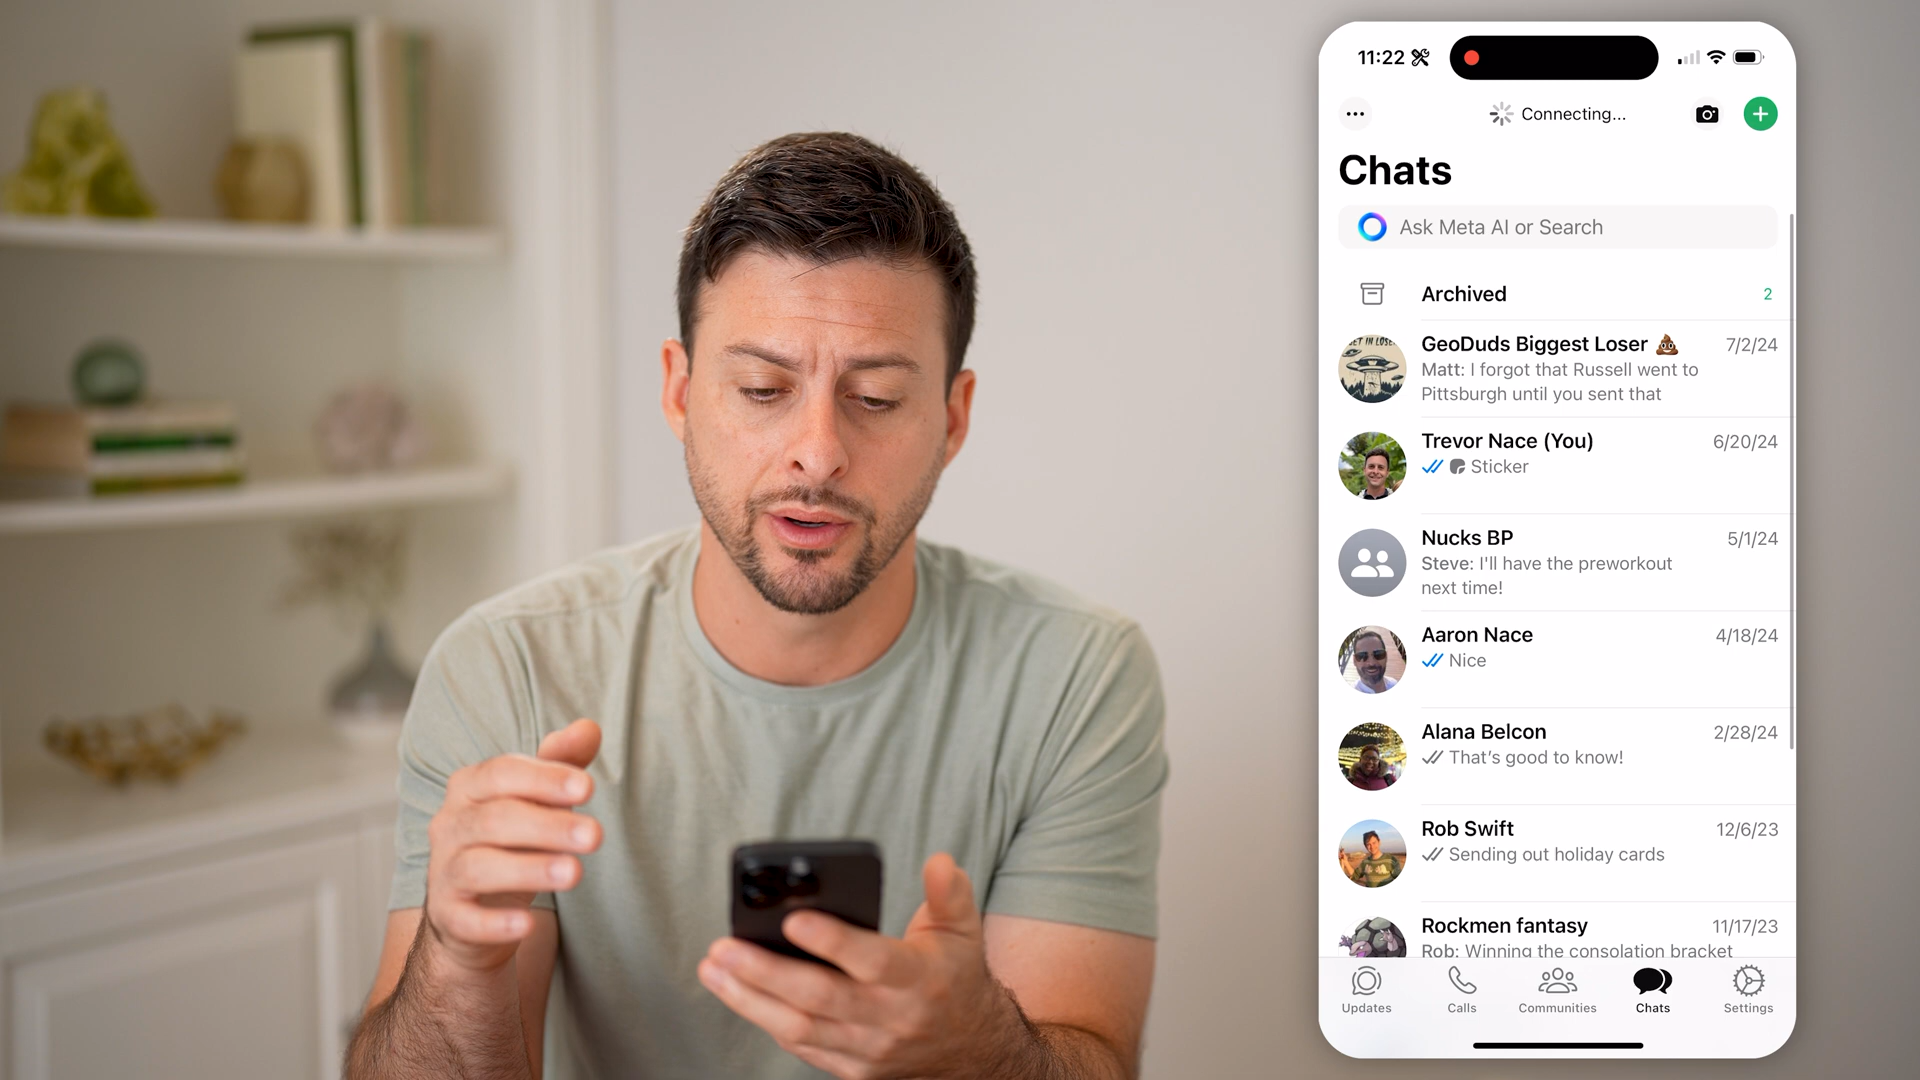 11:22
Connecting...
Chats
Ask Meta AI or Search
Archived
2
GET IN LOSER
GeoDuds Biggest Loser 💩
7/2/24
Matt: I forgot that Russell went to
Pittsburgh until you sent that
Trevor Nace (You)
6/20/24
Sticker
Nucks BP
5/1/24
Steve: I'll have the preworkout
next time!
Aaron Nace
4/18/24
Nice
Alana Belcon
2/28/24
That's good to know!
Rob Swift
12/6/23
Sending out holiday cards
Rockmen fantasy
11/17/23
Rob: Winning the consolation bracket
Updates
Calls
Communities
Chats
Settings